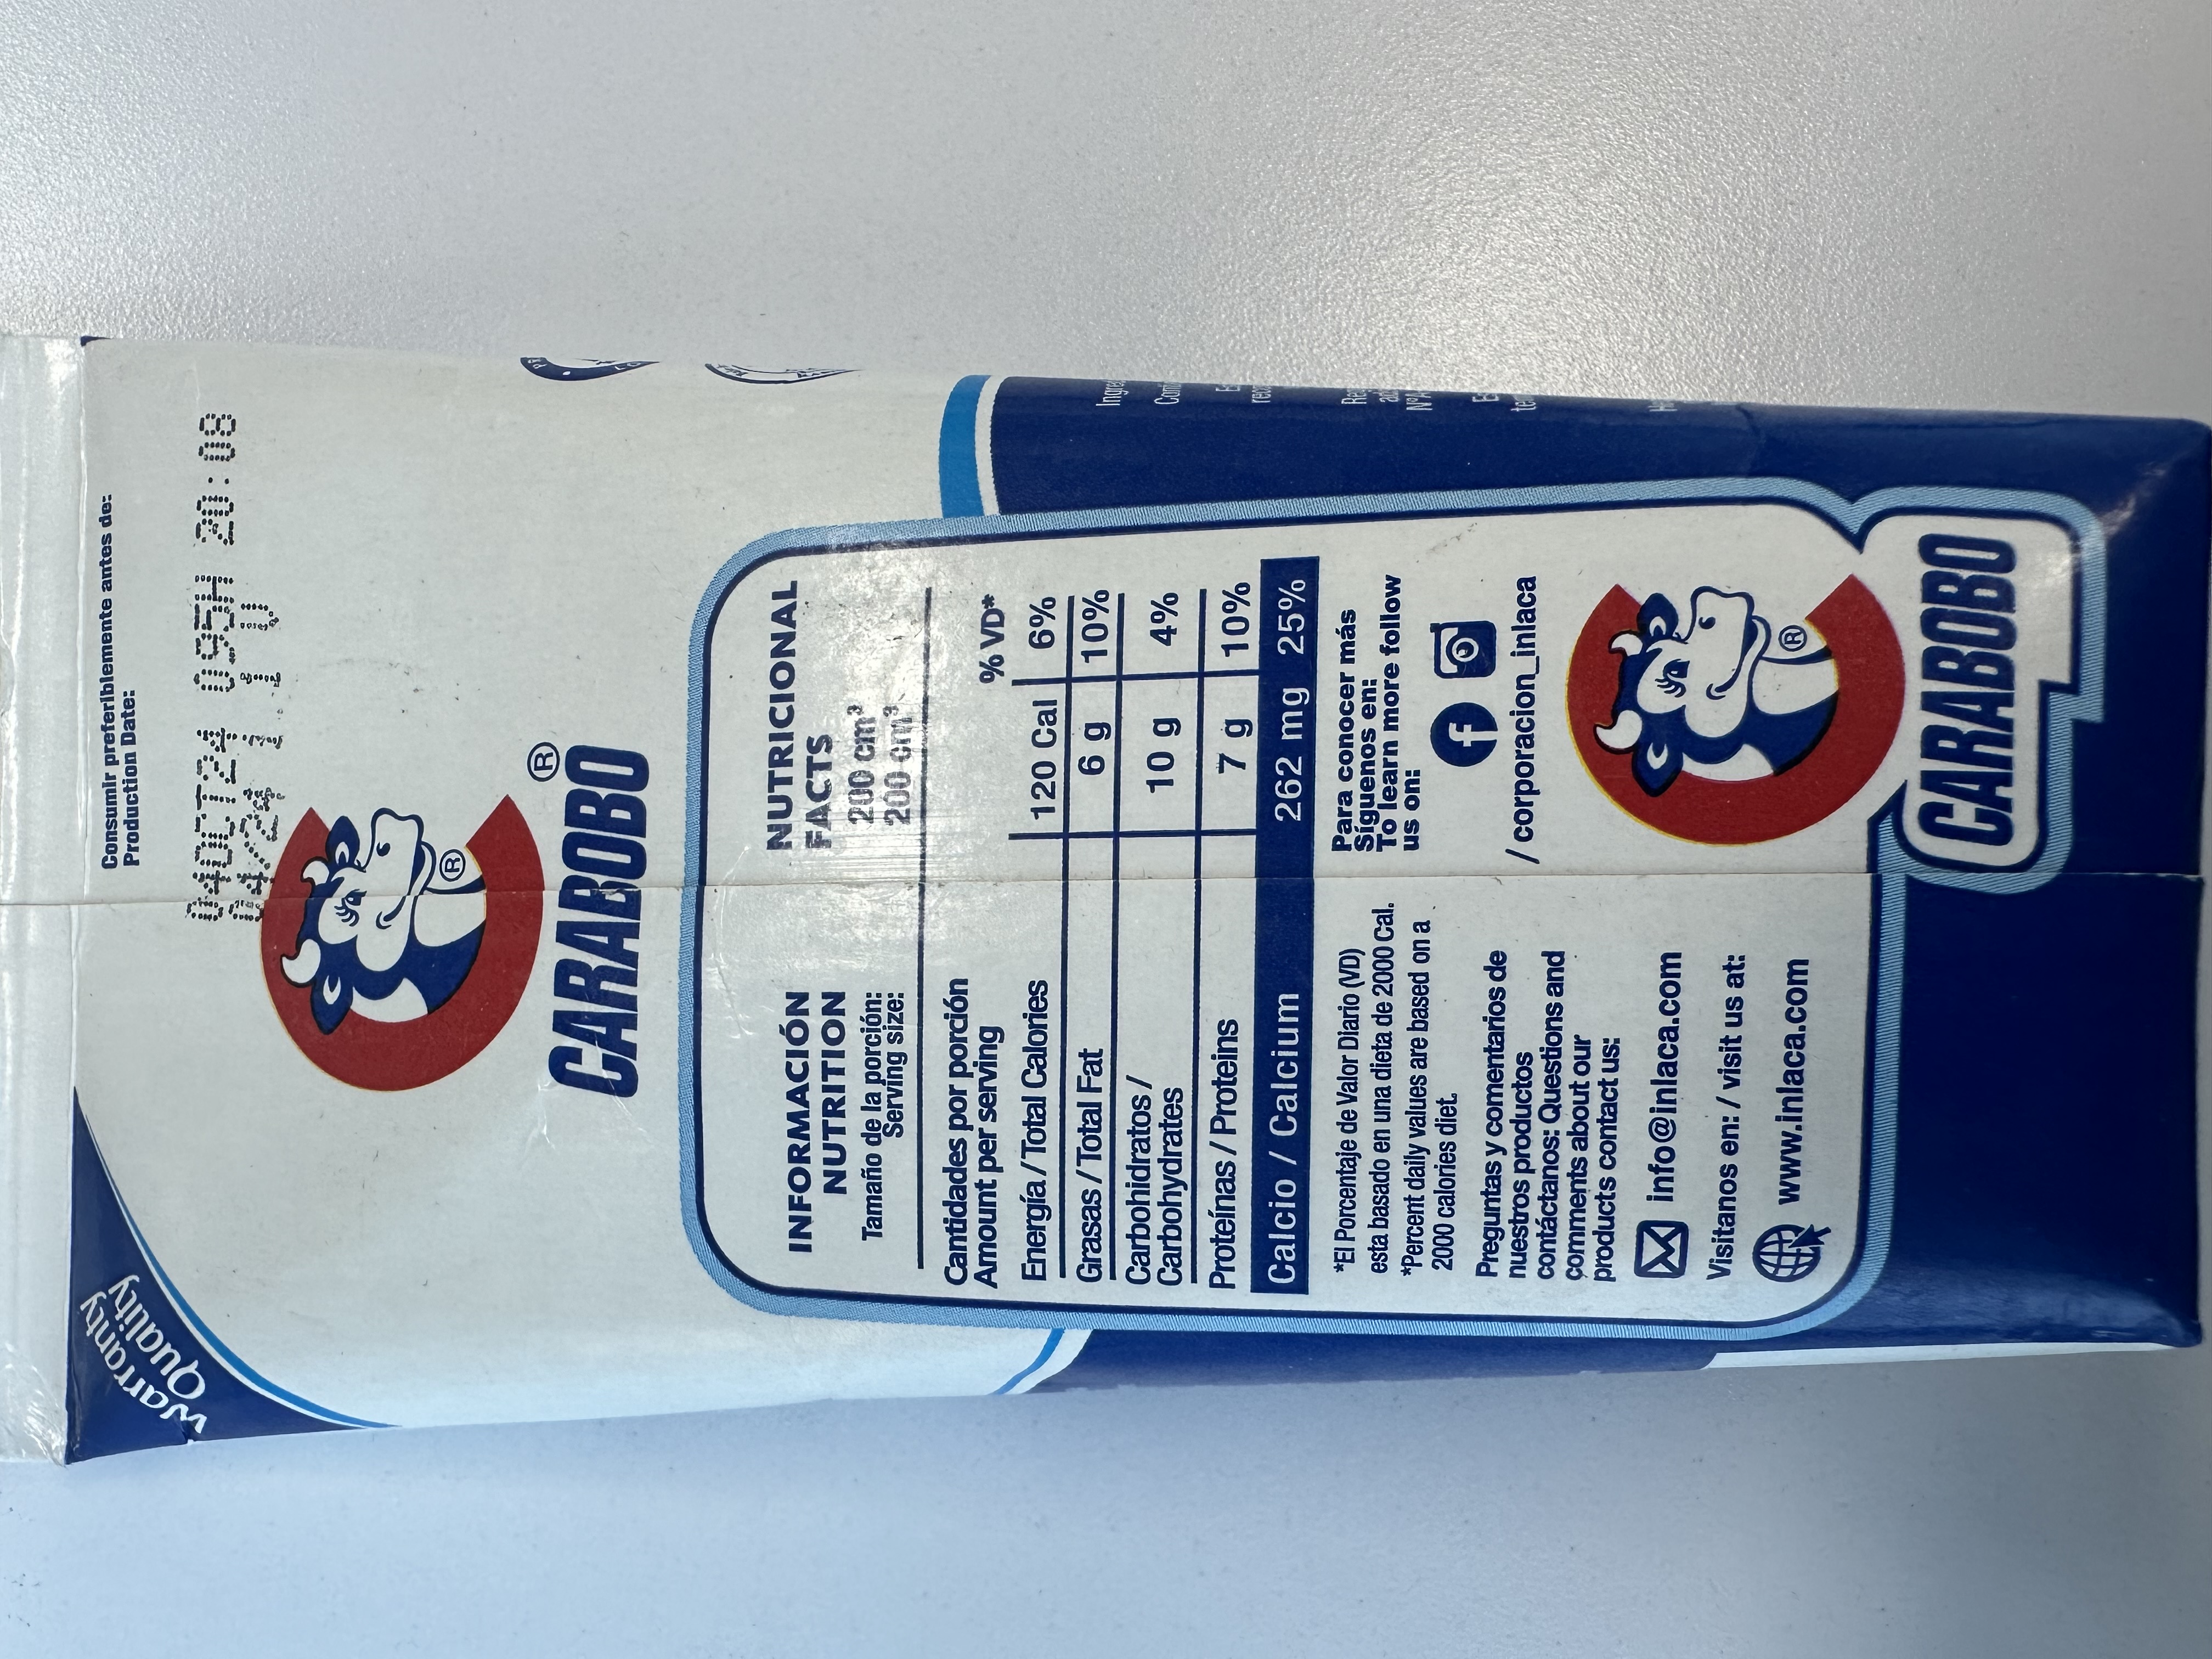 Warranty
Quality
Consumir preferiblemente antes de:
Production Date:
095H 20:08
®
®
CARABOBO
INFORMACIÓN NUTRICIONAL
NUTRITION FACTS
Tamaño de la porción: 200 cm³
Serving size: 200 cm³
Cantidades por porción
Amount per serving
% VD*
Energía / Total Calories 120 Cal 6%
Grasas / Total Fat 6 g 10%
Carbohidratos /
Carbohydrates 10 g 4%
Proteínas / Proteins 7 g 10%
Calcio / Calcium 262 mg 25%
*El Porcentaje de Valor Diario (VD)
esta basado en una dieta de 2000 Cal.
*Percent daily values are based on a
2000 calories diet.
Preguntas y comentarios de
nuestros productos
contáctanos: Questions and
comments about our
products contact us:
info@inlaca.com
Visitanos en: / visit us at:
www.inlaca.com
Para conocer más
Síguenos en:
To learn more follow
us on:
/corporacion_inlaca
®
CARABOBO